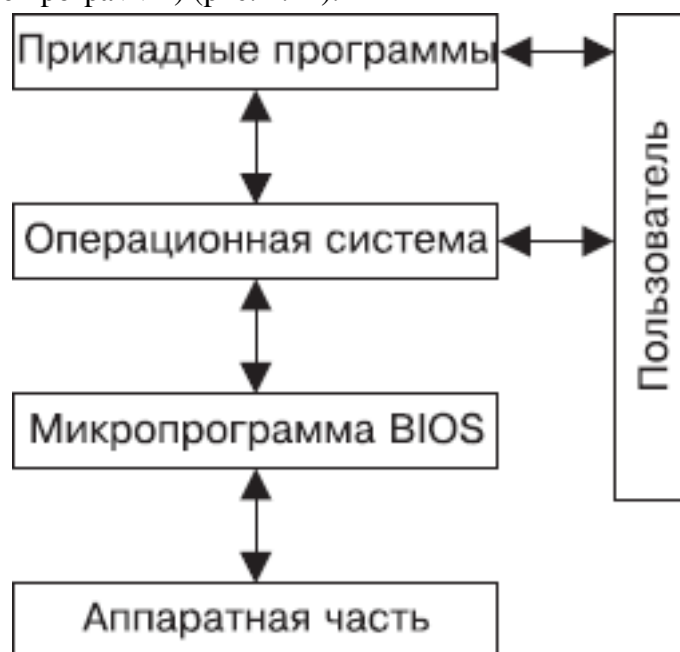 Прикладные программы
Операционная система
Микропрограмма BIOS
Аппаратная часть
Пользователь